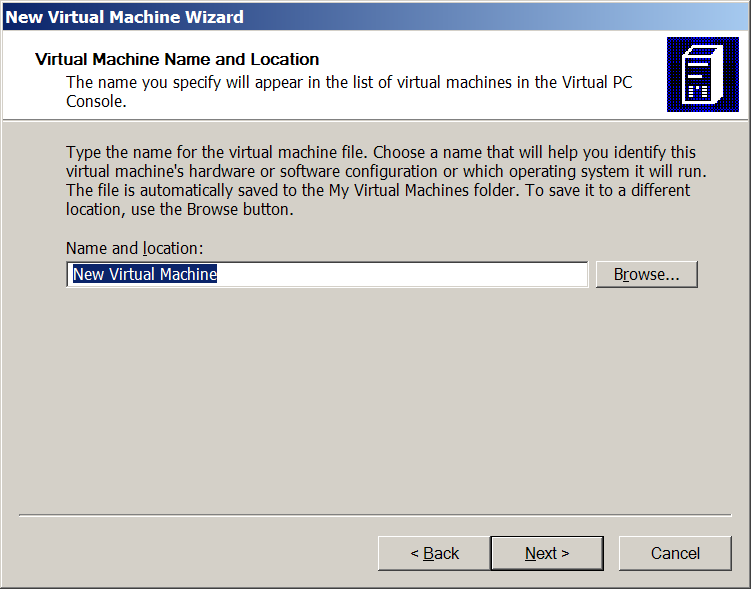 New Virtual Machine Wizard
Virtual Machine Name and Location
The name you specify will appear in the list of virtual machines in the Virtual PC
Console.
Type the name for the virtual machine file. Choose a name that will help you identify this
virtual machine's hardware or software configuration or which operating system it will run.
The file is automatically saved to the My Virtual Machines folder. To save it to a different
location, use the Browse button.
Name and location:
New Virtual Machine
Browse...
< Back
Next >
Cancel